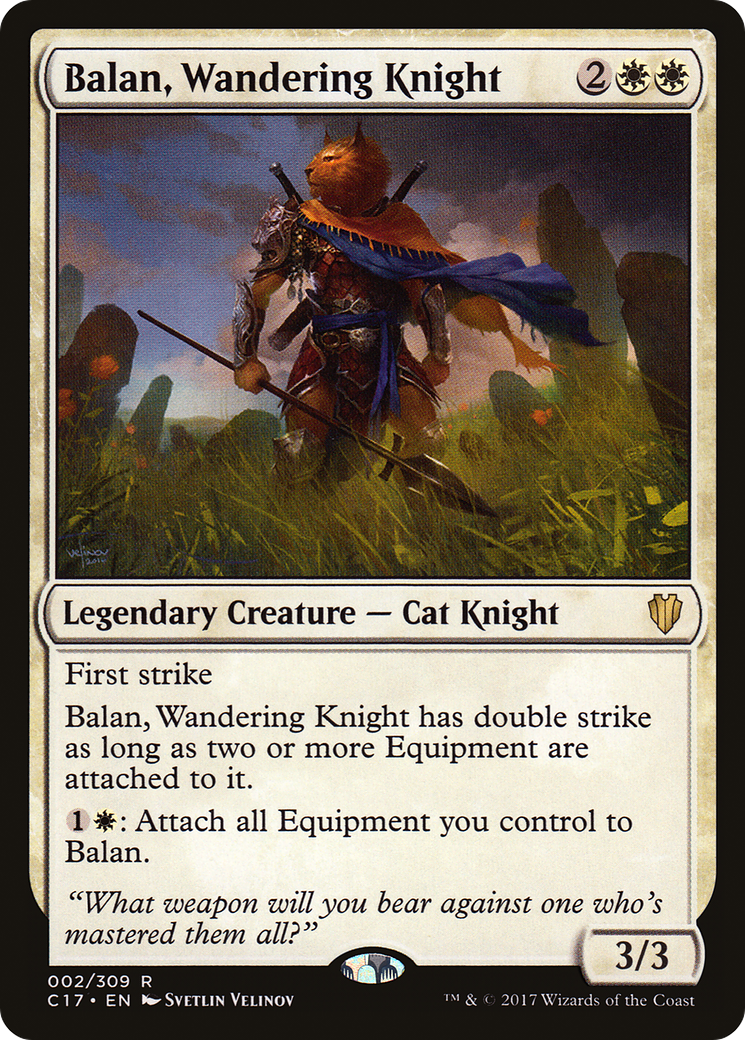 Balan, Wandering Knight 2
Velinov
Legendary Creature — Cat Knight
First strike
Balan, Wandering Knight has double strike
as long as two or more Equipment are
attached to it.
1: Attach all Equipment you control to
Balan.
“What weapon will you bear against one who’s
mastered them all?”
3/3
002/309 R
C17 • EN Svetlin Velinov
™ & © 2017 Wizards of the Coast